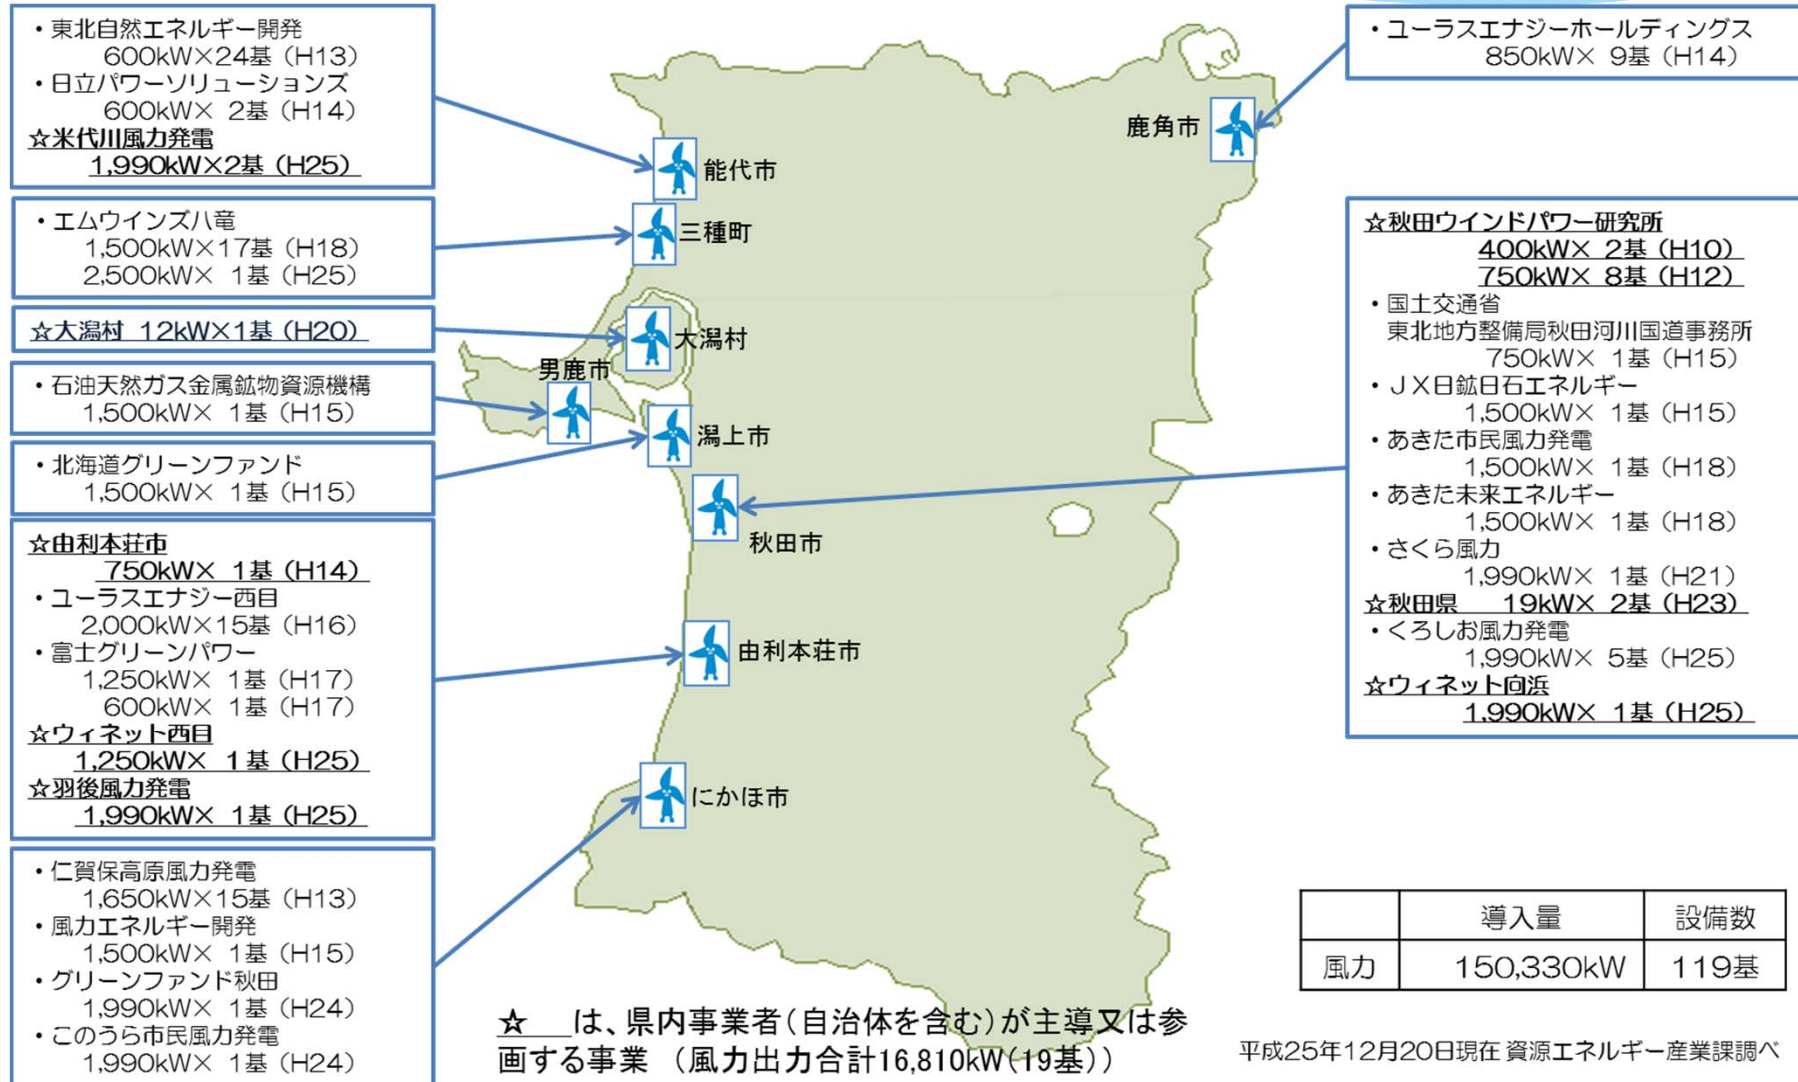 ・東北自然エネルギー開発
600kW×24基（H13）
・日立パワーソリューションズ
600kW× 2基（H14）
☆米代川風力発電
1,990kW×2基（H25）
・エムウインズ八竜
1,500kW×17基（H18）
2,500kW× 1基（H25）
☆大潟村 12kW×1基（H20）
・石油天然ガス金属鉱物資源機構
1,500kW× 1基（H15）
・北海道グリーンファンド
1,500kW× 1基（H15）
☆由利本荘市
750kW× 1基（H14）
・ユーラスエナジー西目
2,000kW×15基（H16）
・富士グリーンパワー
1,250kW× 1基（H17）
600kW× 1基（H17）
☆ウィネット西目
1,250kW× 1基（H25）
☆羽後風力発電
1,990kW× 1基（H25）
・仁賀保高原風力発電
1,650kW×15基（H13）
・風力エネルギー開発
1,500kW× 1基（H15）
・グリーンファンド秋田
1,990kW× 1基（H24）
・このうら市民風力発電
1,990kW× 1基（H24）
鹿角市
能代市
三種町
大潟村
男鹿市
潟上市
秋田市
由利本荘市
にかほ市
・ユーラスエナジーホールディングス
850kW× 9基（H14）
☆秋田ウインドパワー研究所
400kW× 2基（H10）
750kW× 8基（H12）
・国土交通省
東北地方整備局秋田河川国道事務所
750kW× 1基（H15）
・ＪＸ日鉱日石エネルギー
1,500kW× 1基（H15）
・あきた市民風力発電
1,500kW× 1基（H18）
・あきた未来エネルギー
1,500kW× 1基（H18）
・さくら風力
1,990kW× 1基（H21）
☆秋田県 19kW× 2基（H23）
・くろしお風力発電
1,990kW× 5基（H25）
☆ウィネット向浜
1,990kW× 1基（H25）
導入量 設備数
風力 150,330kW 119基
☆＿は、県内事業者（自治体を含む）が主導又は参
画する事業 （風力出力合計16,810kW(19基)）
平成25年12月20日現在 資源エネルギー産業課調べ